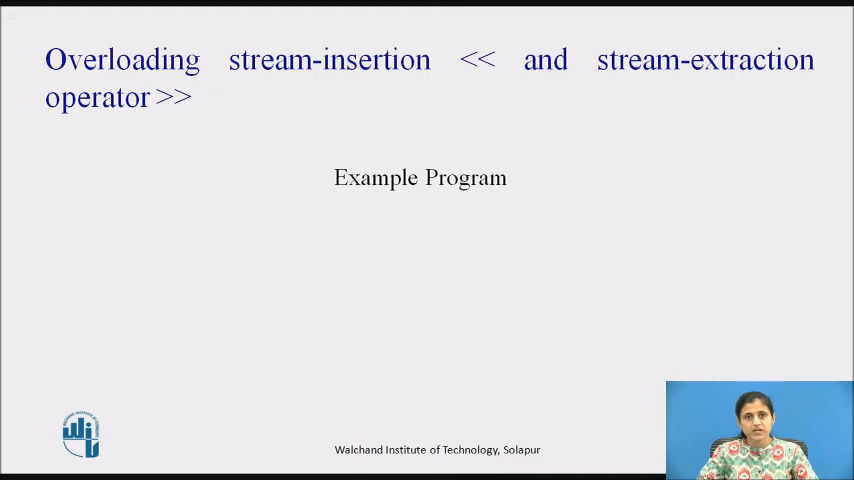 Overloading stream-insertion << and stream-extraction
operator >>
Example Program
Walchand Institute of Technology, Solapur